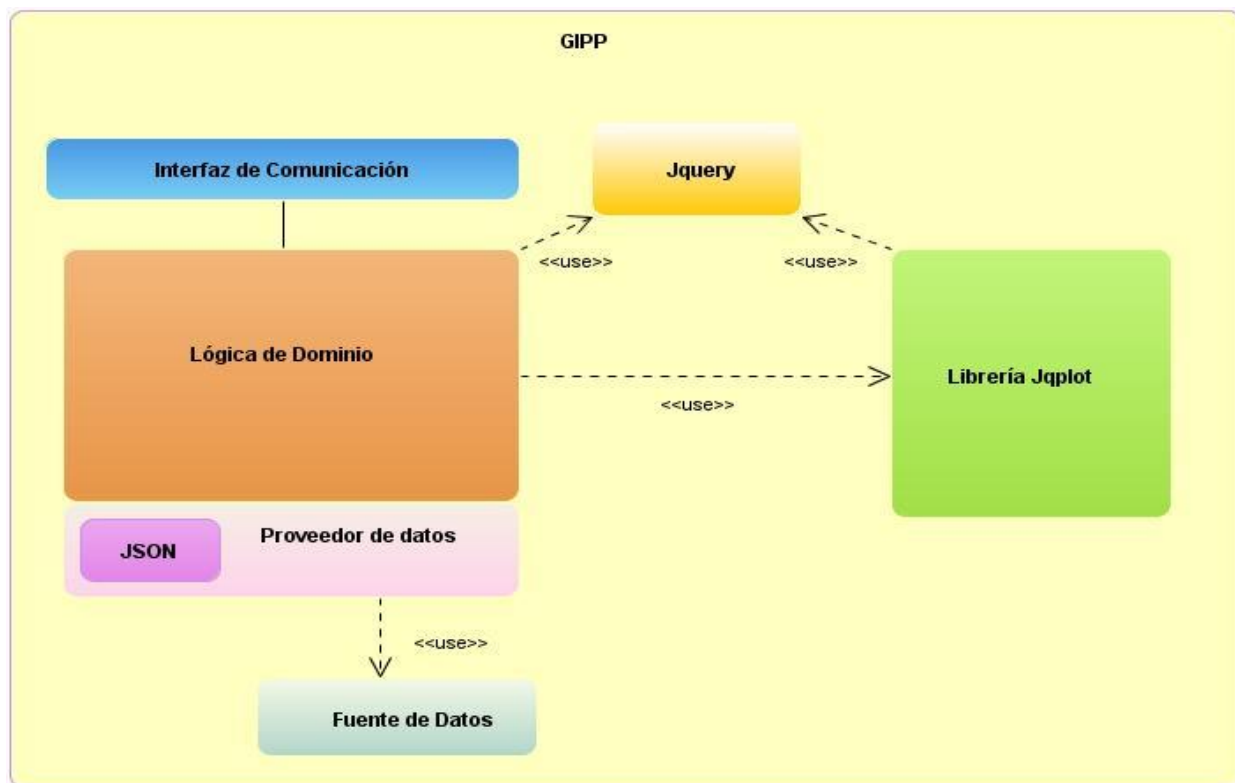 GIPP
Interfaz de Comunicación
Jquery
<<use>>
<<use>>
Lógica de Dominio
<<use>>
Librería Jqplot
JSON
Proveedor de datos
<<use>>
Fuente de Datos